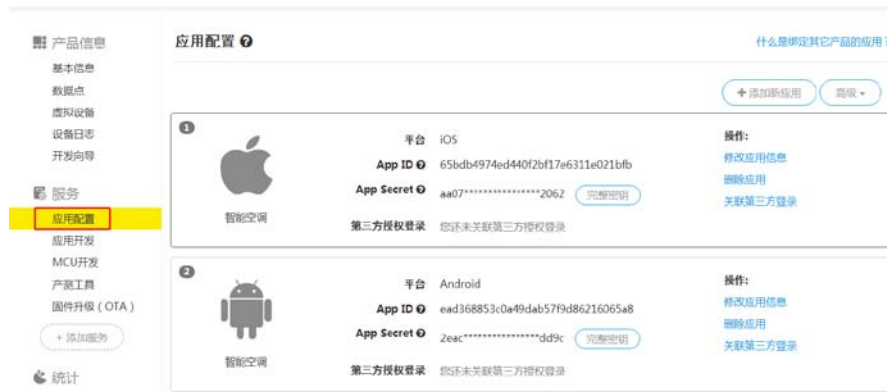 产品信息
基本信息
数据点
虚拟设备
设备日志
开发向导
服务
应用配置
应用开发
MCU开发
产测工具
固件升级 ( OTA )
+ 添加服务
统计
应用配置
什么是绑定其它产品的应用?
+ 添加新应用
高级
1
智能空调
平台 iOS
App ID 65bdb4974ed440f2bf17e6311e021bfb
App Secret aa07****************2062 完整密钥
第三方授权登录 您还未关联第三方授权登录
操作:
修改应用信息
删除应用
关联第三方登录
2
智能空调
平台 Android
App ID ead368853c0a49dab57f9d86216065a8
App Secret 2eac****************dd9c 完整密钥
第三方授权登录 您还未关联第三方授权登录
操作:
修改应用信息
删除应用
关联第三方登录